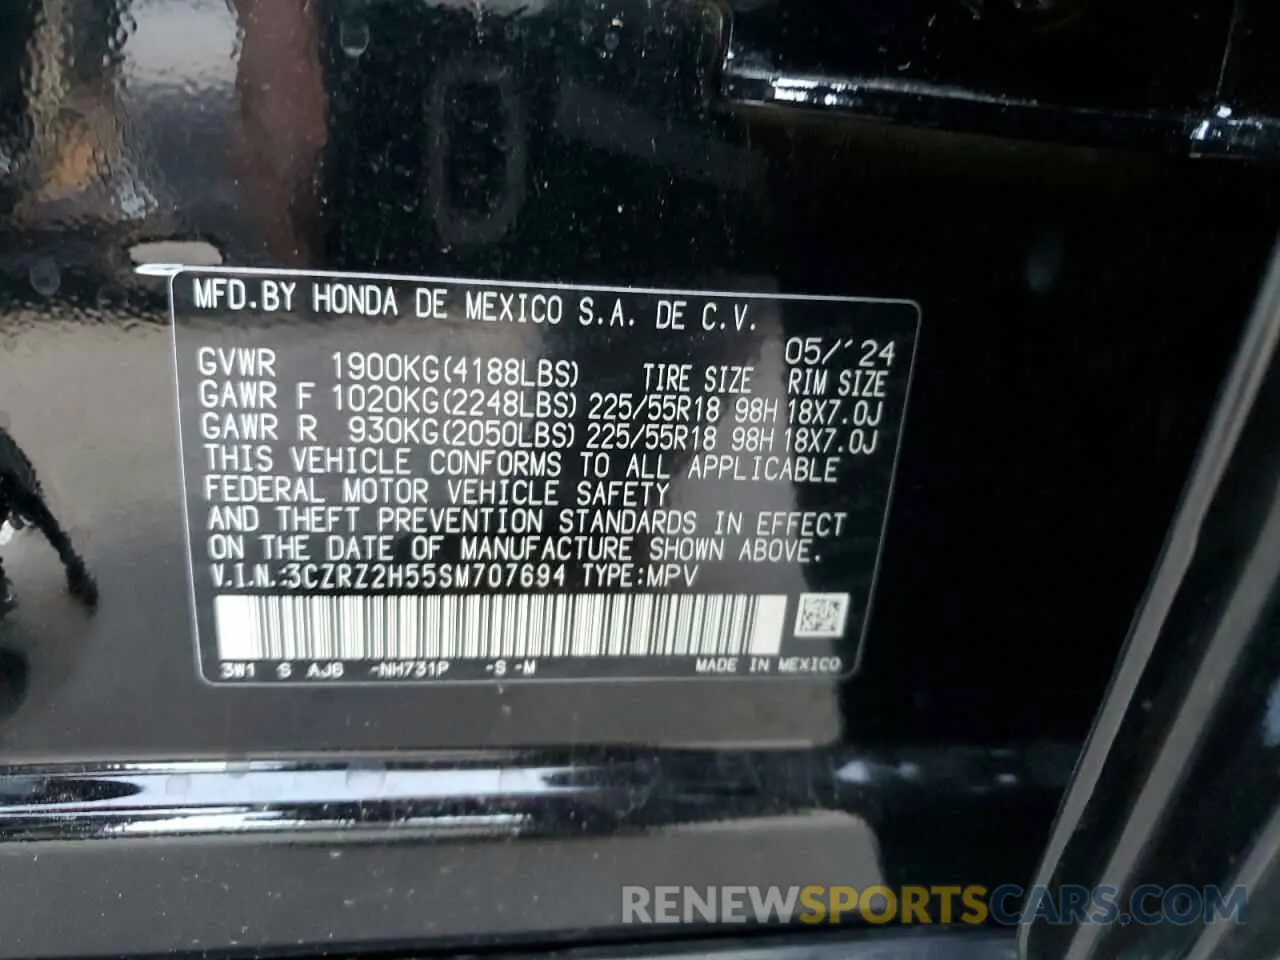 MFD.BY HONDA DE MEXICO S.A. DE C.V.
05/´24
GVWR 1900KG(4188LBS) TIRE SIZE RIM SIZE
GAWR F 1020KG(2248LBS) 225/55R18 98H 18X7.0J
GAWR R 930KG(2050LBS) 225/55R18 98H 18X7.0J
THIS VEHICLE CONFORMS TO ALL APPLICABLE
FEDERAL MOTOR VEHICLE SAFETY
AND THEFT PREVENTION STANDARDS IN EFFECT
ON THE DATE OF MANUFACTURE SHOWN ABOVE.
V.I.N.:3CZRZ2H55SM707694 TYPE:MPV
3W1 S AJ6 -NH731P -S -M MADE IN MEXICO
RENEWSPORTSCARS.COM